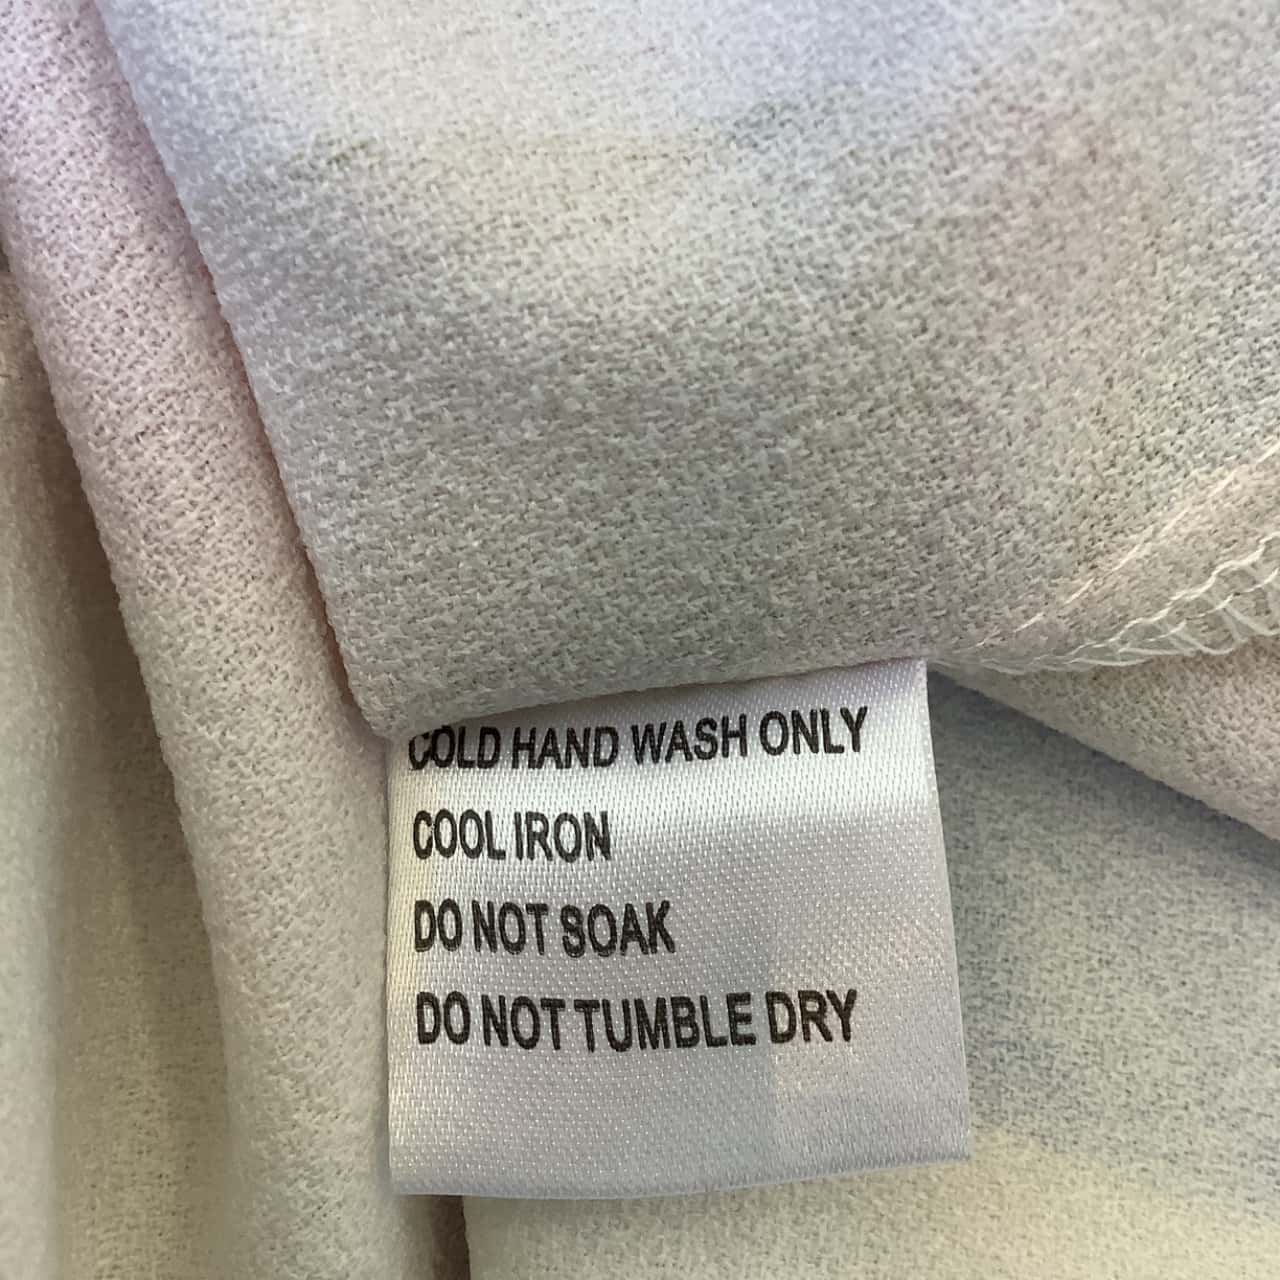 COLD HAND WASH ONLY
COOL IRON
DO NOT SOAK
DO NOT TUMBLE DRY